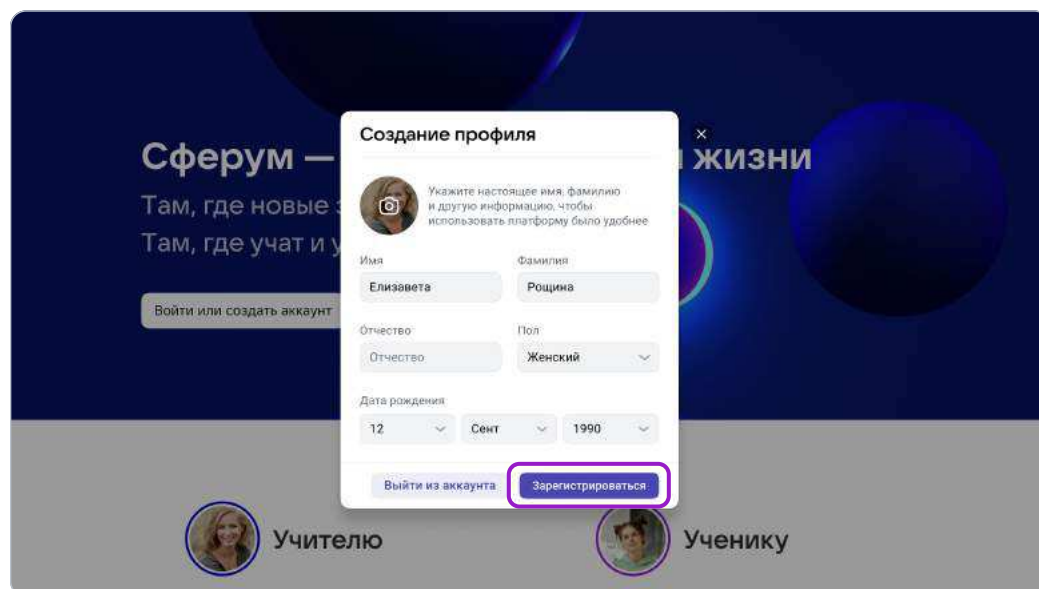 Создание профиля
Сферум —
жизни
Укажите настоящее имя, фамилию
и другую информацию, чтобы
использовать платформу было удобнее
Там, где новые
Там, где учат и у
Имя
Фамилия
Елизавета
Рощина
Войти или создать аккаунт
Отчество
Пол
Отчество
Женский
Дата рождения
12
Сент
1990
Выйти из аккаунта
Зарегистрироваться
Учителю
Ученику